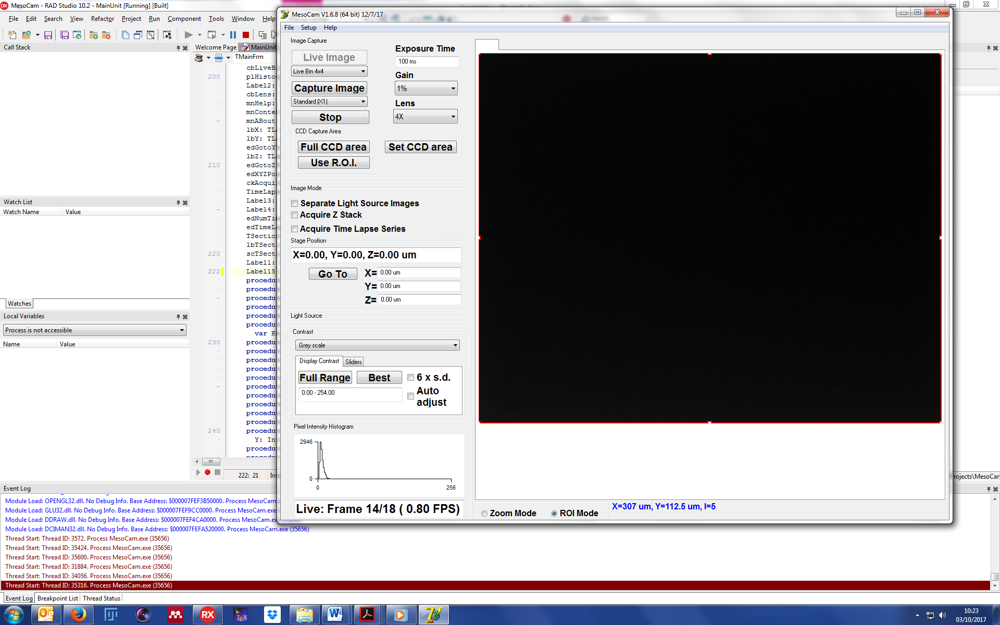 MesoCam - RAD Studio 10.2 - MainUnit [Running] [Built]
File Edit Search View Refactor Project Run Component Tools Window Help
Call Stack
Watch List
Watch Name Value
Watches
Local Variables
Process is not accessible
Name Value
Welcome Page MainUnit
TMainFrm
cbLiveB
200 plHisto
Label2:
cbLens:
mnHelp:
mnConte
mnABout
lbX: TL
lbY: TL
edGotoY
lbZ: TL
210 edGotoZ
edXYZPo
ckAcqui
TimeLap
Label3:
Label4:
edNumTi
edTimeL
TSection
lbTSect
220 scTSect
Label1:
222 Label15
procedu
procedu
procedu
procedu
procedu
procedu
var K
230 procedu
procedu
procedu
procedu
procedu
procedu
procedu
procedu
procedu
procedu
240 procedu
Y: In
procedu
222: 21 Ins
MesoCam V1.6.8 (64 bit) 12/7/17
File Setup Help
Image Capture
Live Image
Live Bin 4x4
Capture Image
Standard (X1)
Stop
Exposure Time
100 ms
Gain
1%
Lens
4X
CCD Capture Area
Full CCD area Set CCD area
Use R.O.I.
Image Mode
Separate Light Source Images
Acquire Z Stack
Acquire Time Lapse Series
Stage Position
X=0.00, Y=0.00, Z=0.00 um
Go To X= 0.00 um
Y= 0.00 um
Z= 0.00 um
Light Source
Contrast
Grey scale
Display Contrast Sliders
Full Range Best 6 x s.d.
0.00 - 254.00 Auto
adjust
Pixel Intensity Histogram
2946
0
0 256
Live: Frame 14/18 ( 0.80 FPS)
Zoom Mode ROI Mode
X=307 um, Y=112.5 um, I=5
rojects\MesoCar
Event Log
Module Load: OPENGL32.dll. No Debug Info. Base Address: $000007FEF3B50000. Process MesoCam
Module Load: GLU32.dll. No Debug Info. Base Address: $000007FEF9CC0000. Process MesoCam.exe
Module Load: DDRAW.dll. No Debug Info. Base Address: $000007FEF4CA0000. Process MesoCam.ex
Module Load: DCIMAN32.dll. No Debug Info. Base Address: $000007FEFA520000. Process MesoCam.exe (35656)
Thread Start: Thread ID: 3572. Process MesoCam.exe (35656)
Thread Start: Thread ID: 35424. Process MesoCam.exe (35656)
Thread Start: Thread ID: 35600. Process MesoCam.exe (35656)
Thread Start: Thread ID: 31884. Process MesoCam.exe (35656)
Thread Start: Thread ID: 34056. Process MesoCam.exe (35656)
Thread Start: Thread ID: 35316. Process MesoCam.exe (35656)
Event Log Breakpoint List Thread Status
10:23
03/10/2017